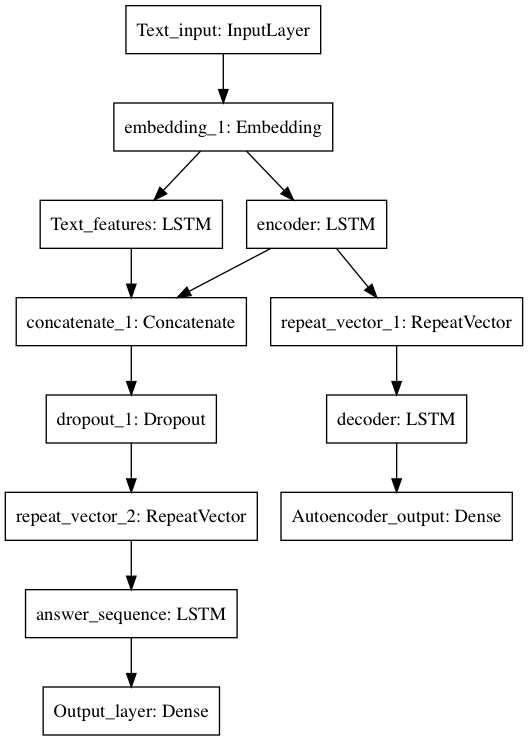 Text_input: InputLayer
embedding_1: Embedding
Text_features: LSTM
encoder: LSTM
concatenate_1: Concatenate
repeat_vector_1: RepeatVector
dropout_1: Dropout
decoder: LSTM
repeat_vector_2: RepeatVector
Autoencoder_output: Dense
answer_sequence: LSTM
Output_layer: Dense